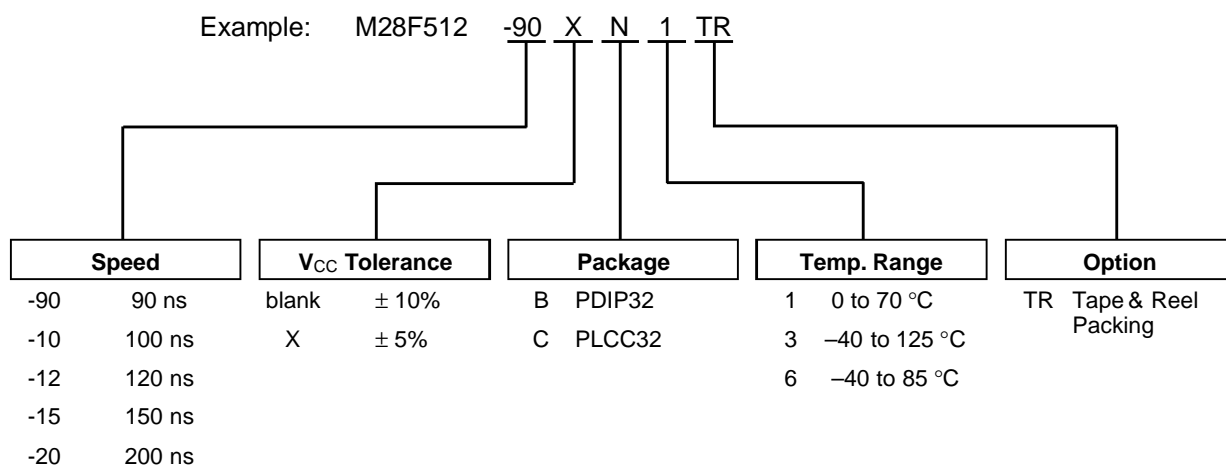 Example: M28F512 -90 X N 1 TR
Speed
-90 90 ns
-10 100 ns
-12 120 ns
-15 150 ns
-20 200 ns
VCC Tolerance
blank ± 10%
X ± 5%
Package
B PDIP32
C PLCC32
Temp. Range
1 0 to 70 °C
3 –40 to 125 °C
6 –40 to 85 °C
Option
TR Tape & Reel
Packing